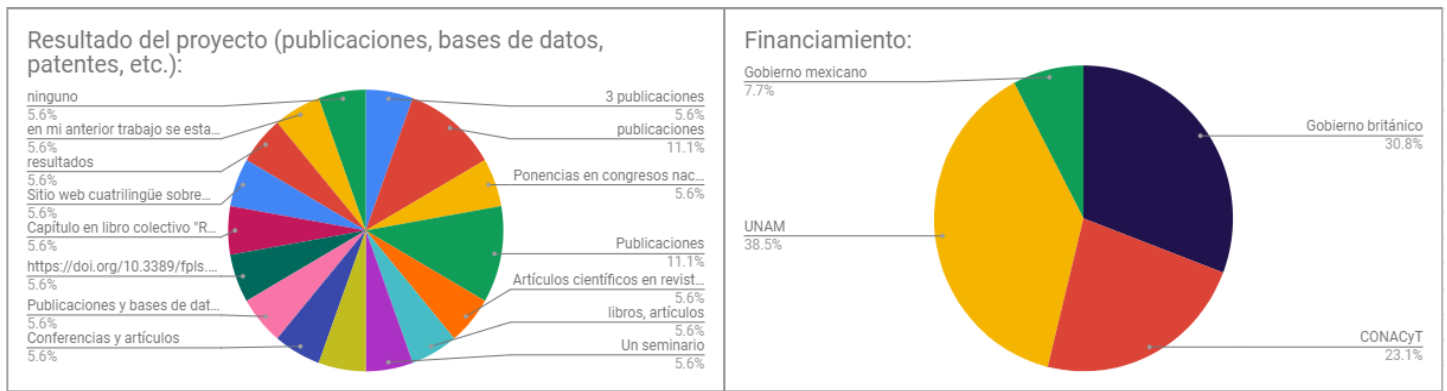 Resultado del proyecto (publicaciones, bases de datos,
patentes, etc.):
ninguno
5.6%
en mi anterior trabajo se esta...
5.6%
resultados
5.6%
Sitio web cuatrilingüe sobre...
5.6%
Capítulo en libro colectivo "R...
5.6%
https://doi.org/10.3389/fpls....
5.6%
Publicaciones y bases de dat...
5.6%
Conferencias y artículos
5.6%
3 publicaciones
5.6%
publicaciones
11.1%
Ponencias en congresos nac...
5.6%
Publicaciones
11.1%
Artículos científicos en revist...
5.6%
libros, artículos
5.6%
Un seminario
5.6%
Financiamiento:
Gobierno mexicano
7.7%
UNAM
38.5%
Gobierno británico
30.8%
CONACyT
23.1%